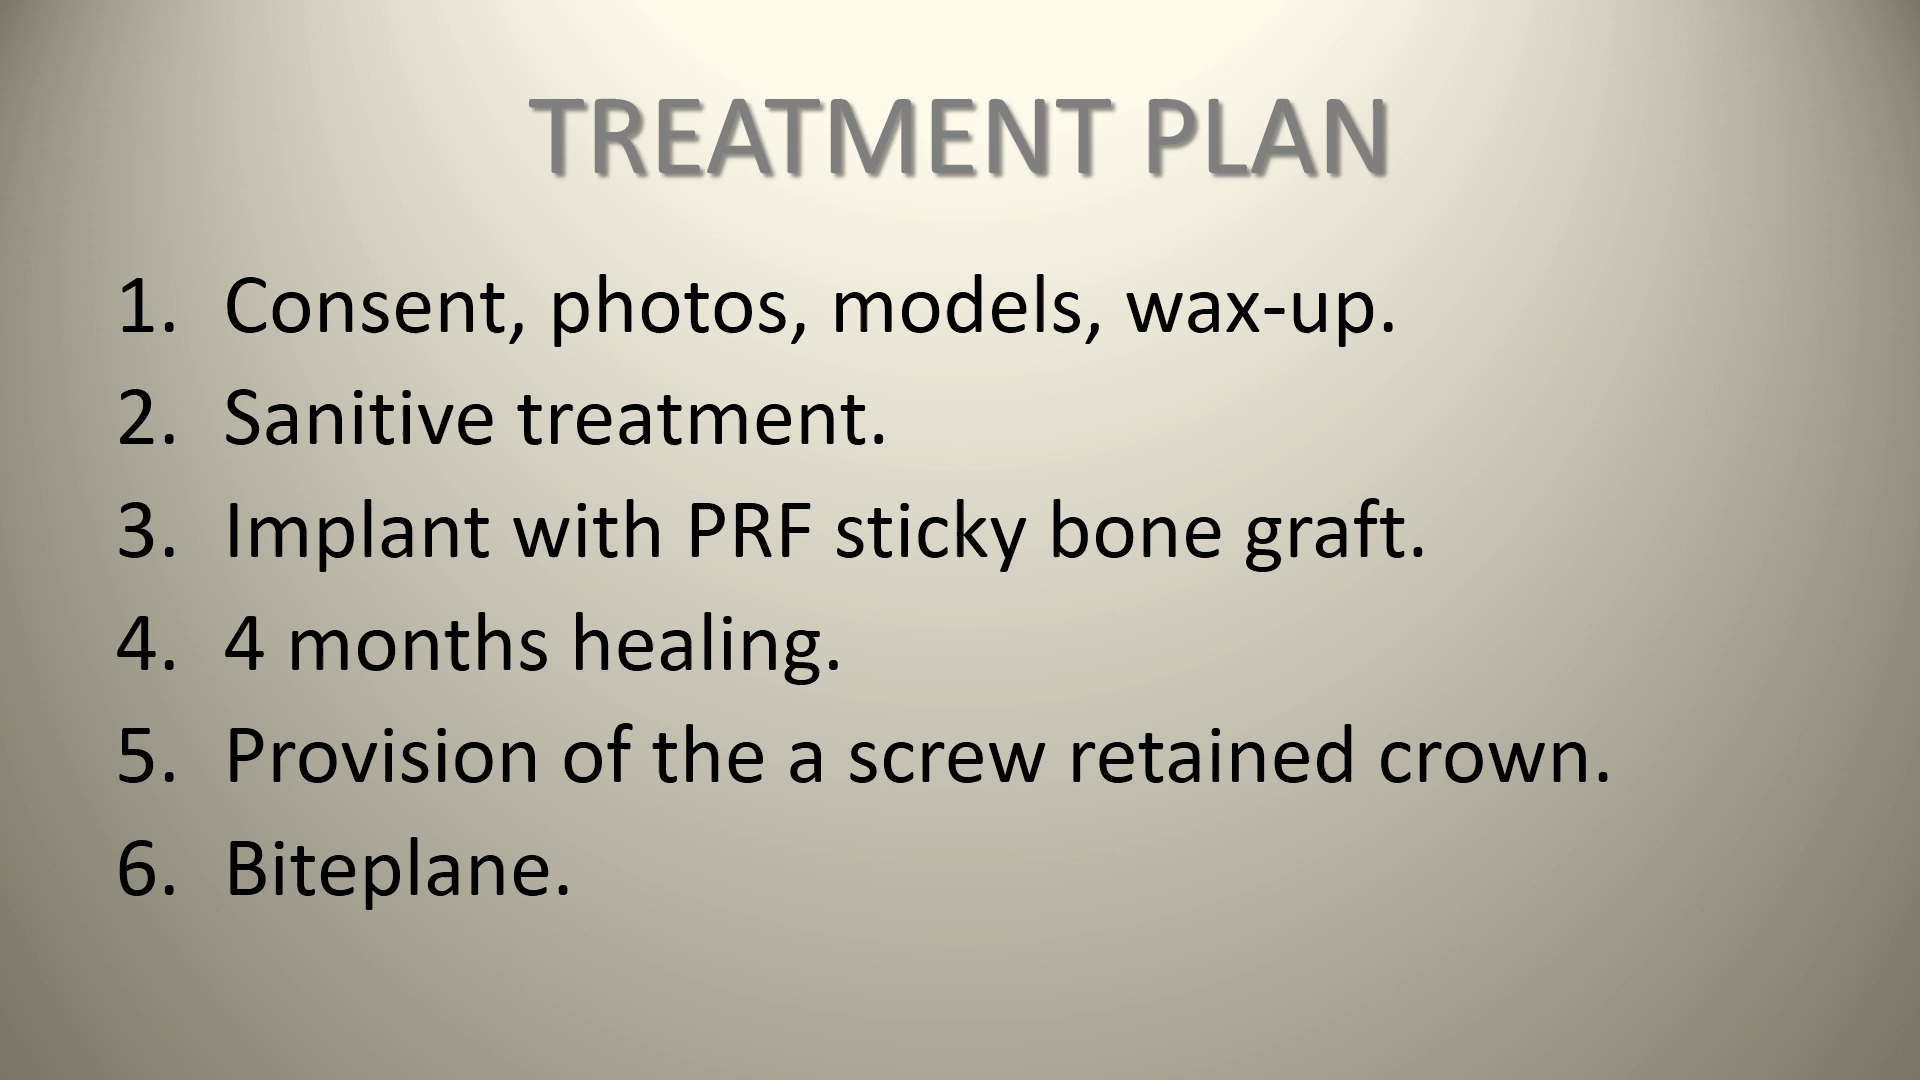 TREATMENT PLAN
1. Consent, photos, models, wax-up.
2. Sanitive treatment.
3. Implant with PRF sticky bone graft.
4. 4 months healing.
5. Provision of the a screw retained crown.
6. Biteplane.